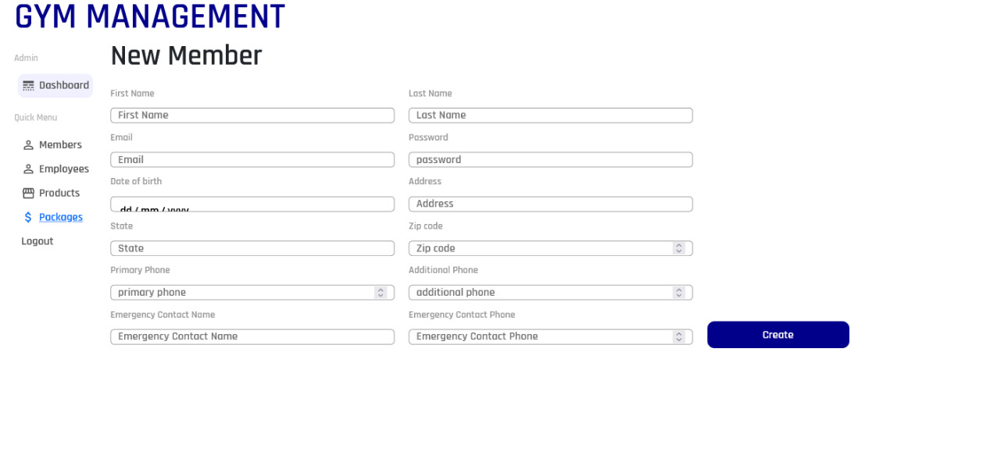 GYM MANAGEMENT
Admin
Dashboard
Quick Menu
Members
Employees
Products
Packages
Logout
New Member
First Name
First Name
Last Name
Last Name
Email
Email
Password
password
Date of birth
dd / mm / yyyy
Address
Address
State
State
Zip code
Zip code
Primary Phone
primary phone
Additional Phone
additional phone
Emergency Contact Name
Emergency Contact Name
Emergency Contact Phone
Emergency Contact Phone
Create